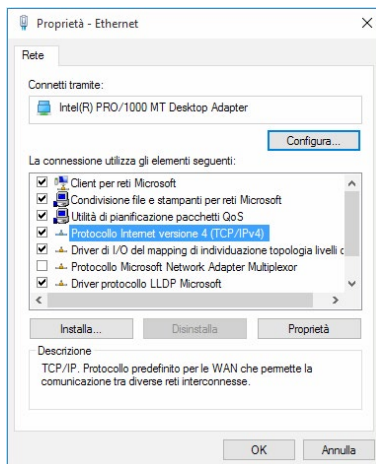 Proprietà - Ethernet
Rete
Connetti tramite:
Intel(R) PRO/1000 MT Desktop Adapter
Configura...
La connessione utilizza gli elementi seguenti:
Client per reti Microsoft
Condivisione file e stampanti per reti Microsoft
Utilità di pianificazione pacchetti QoS
Protocollo Internet versione 4 (TCP/IPv4)
Driver di I/O del mapping di individuazione topologia livelli c
Protocollo Microsoft Network Adapter Multiplexor
Driver protocollo LLDP Microsoft
Installa...
Disinstalla
Proprietà
Descrizione
TCP/IP. Protocollo predefinito per le WAN che permette la
comunicazione tra diverse reti interconnesse.
OK
Annulla